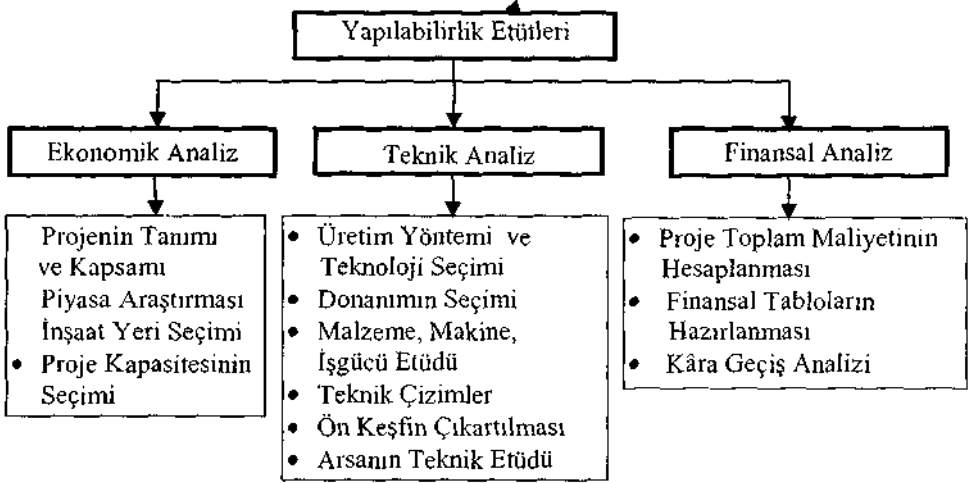 Yapılabilirlik Etütleri
Ekonomik Analiz
Projenin Tanımı
ve Kapsamı
Piyasa Araştırması
İnşaat Yeri Seçimi
• Proje Kapasitesinin
Seçimi
Teknik Analiz
• Üretim Yöntemi ve
Teknoloji Seçimi
• Donanımın Seçimi
• Malzeme, Makine,
İşgücü Etüdü
• Teknik Çizimler
• Ön Keşfin Çıkartılması
• Arsanın Teknik Etüdü
Finansal Analiz
• Proje Toplam Maliyetinin
Hesaplanması
• Finansal Tabloların
Hazırlanması
• Kâra Geçiş Analizi